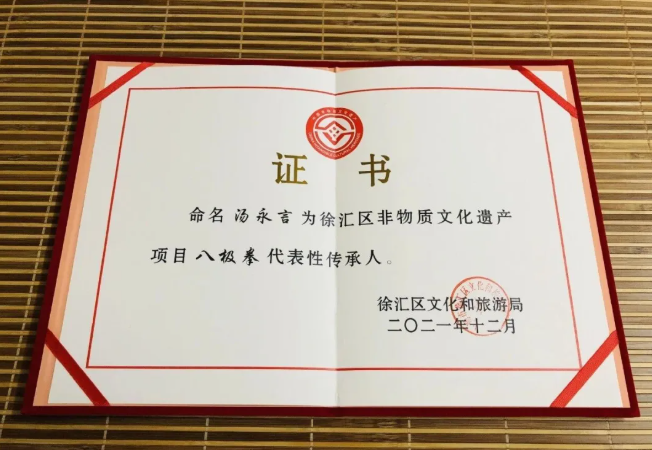 证书
命名汤永言为徐汇区非物质文化遗产
项目八极拳代表性传承人。
徐汇区文化和旅游局
二〇二一年十二月